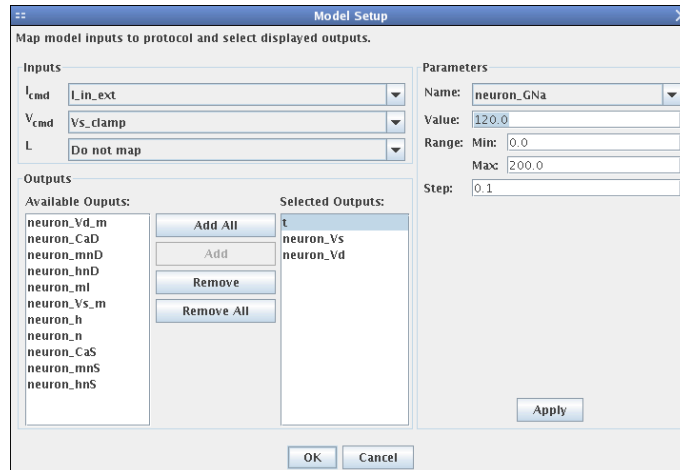 Model Setup
Map model inputs to protocol and select displayed outputs.
Inputs
Icmd I_in_ext
Vcmd Vs_clamp
L Do not map
Outputs
Available Ouputs:
neuron_Vd_m
neuron_CaD
neuron_mnD
neuron_hnD
neuron_ml
neuron_Vs_m
neuron_h
neuron_n
neuron_CaS
neuron_mnS
neuron_hnS
Add All
Add
Remove
Remove All
Selected Outputs:
t
neuron_Vs
neuron_Vd
Parameters
Name: neuron_GNa
Value: 120.0
Range: Min: 0.0
Max: 200.0
Step: 0.1
Apply
OK Cancel